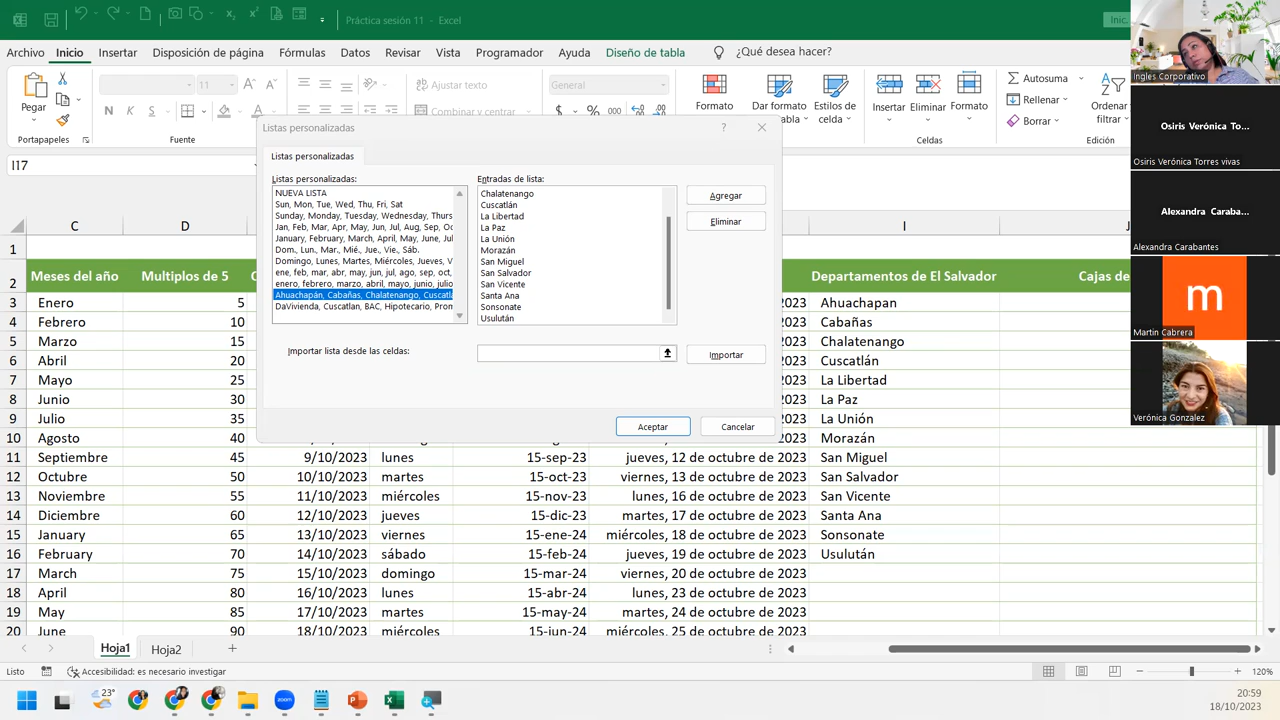 Práctica sesión 11 - Excel
Inic.
Archivo Inicio Insertar Disposición de página Fórmulas Datos Revisar Vista Programador Ayuda Diseño de tabla ¿Qué desea hacer?
Pegar
11
N K S
Ajustar texto
Combinar y centrar
General
$ % 000
Formato
Dar formato
tabla
Estilos de
celda
Insertar Eliminar Formato
Autosuma
Rellenar
Borrar
Ordenar
filtrar
Portapapeles
Fuente
Celdas
Edición
I17
Listas personalizadas
?
Listas personalizadas
Listas personalizadas:
NUEVA LISTA
Sun, Mon, Tue, Wed, Thu, Fri, Sat
Sunday, Monday, Tuesday, Wednesday, Thurs
Jan, Feb, Mar, Apr, May, Jun, Jul, Aug, Sep, Oc
January, February, March, April, May, June, Jul
Dom., Lun., Mar., Mié., Jue., Vie., Sáb.
Domingo, Lunes, Martes, Miércoles, Jueves, V
ene, feb, mar, abr, may, jun, jul, ago, sep, oct,
enero, febrero, marzo, abril, mayo, junio, julio
Ahuachapán, Cabañas, Chalatenango, Cuscatl
DaVivienda, Cuscatlan, BAC, Hipotecario, Pron
Entradas de lista:
Chalatenango
Cuscatlán
La Libertad
La Paz
La Unión
Morazán
San Miguel
San Salvador
San Vicente
Santa Ana
Sonsonate
Usulután
Agregar
Eliminar
Importar lista desde las celdas:
Importar
Aceptar
Cancelar
C D I J
1
2 Meses del año Multiplos de 5 Departamentos de El Salvador Cajas de
3 Enero 5 2023 Ahuachapan
4 Febrero 10 2023 Cabañas
5 Marzo 15 2023 Chalatenango
6 Abril 20 2023 Cuscatlán
7 Mayo 25 2023 La Libertad
8 Junio 30 2023 La Paz
9 Julio 35 2023 La Unión
10 Agosto 40 2023 Morazán
11 Septiembre 45 9/10/2023 lunes 15-sep-23 jueves, 12 de octubre de 2023 San Miguel
12 Octubre 50 10/10/2023 martes 15-oct-23 viernes, 13 de octubre de 2023 San Salvador
13 Noviembre 55 11/10/2023 miércoles 15-nov-23 lunes, 16 de octubre de 2023 San Vicente
14 Diciembre 60 12/10/2023 jueves 15-dic-23 martes, 17 de octubre de 2023 Santa Ana
15 January 65 13/10/2023 viernes 15-ene-24 miércoles, 18 de octubre de 2023 Sonsonate
16 February 70 14/10/2023 sábado 15-feb-24 jueves, 19 de octubre de 2023 Usulután
17 March 75 15/10/2023 domingo 15-mar-24 viernes, 20 de octubre de 2023
18 April 80 16/10/2023 lunes 15-abr-24 lunes, 23 de octubre de 2023
19 May 85 17/10/2023 martes 15-may-24 martes, 24 de octubre de 2023
20 June 90 18/10/2023 miércoles 15-jun-24 miércoles, 25 de octubre de 2023
Hoja1 Hoja2
Listo Accesibilidad: es necesario investigar
120%
23°
zoom
20:59
18/10/2023
Ingles Corporativo
Osiris Verónica To...
Osiris Verónica Torres vivas
Alexandra Caraba...
Alexandra Carabantes
m
Martin Cabrera
Verónica Gonzalez